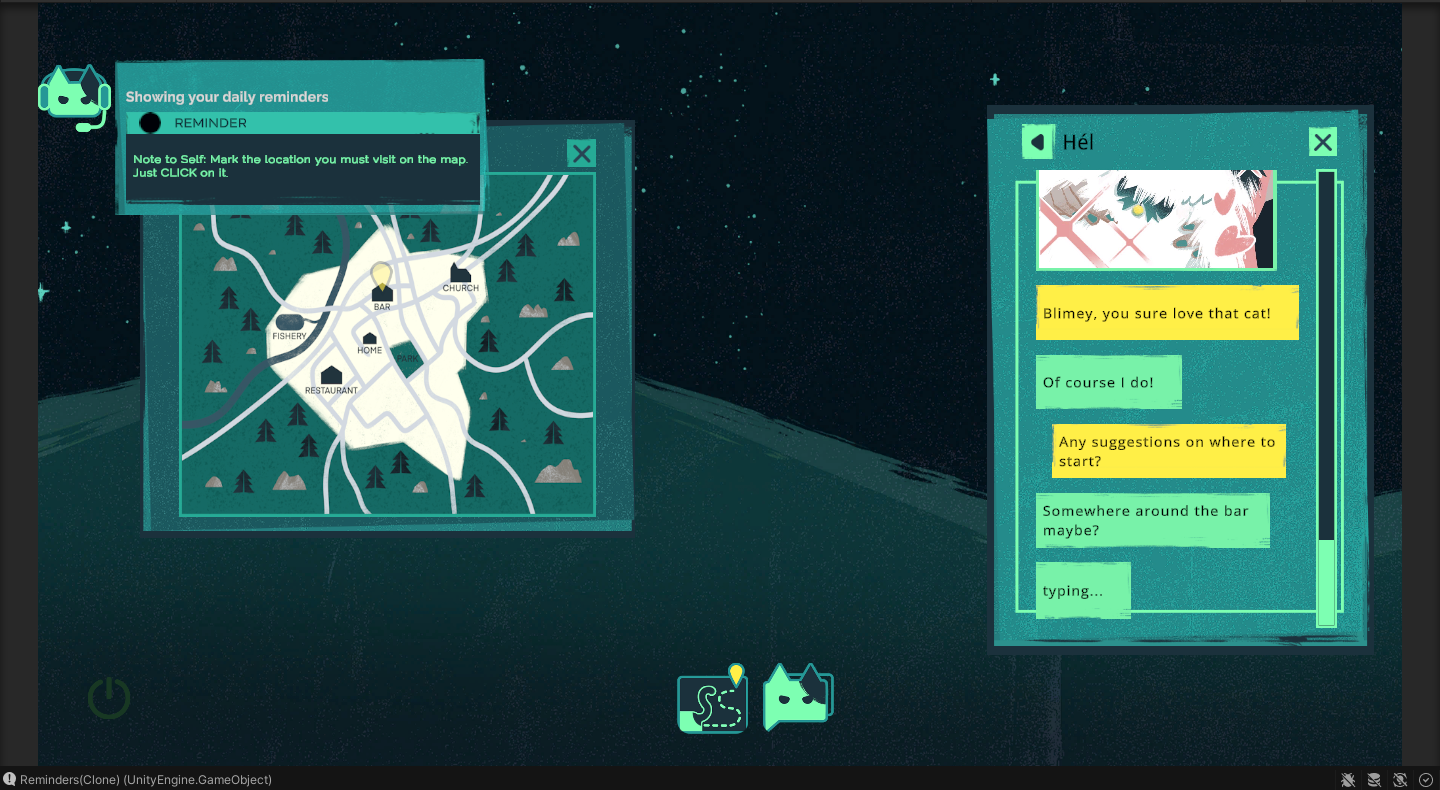 Showing your daily reminders
REMINDER
Note to Self: Mark the location you must visit on the map.
Just CLICK on it.
CHURCH
BAR
FISHERY
HOME
PARK
RESTAURANT
Hél
Blimey, you sure love that cat!
Of course I do!
Any suggestions on where to
start?
Somewhere around the bar
maybe?
typing...
Reminders(Clone) (UnityEngine.GameObject)